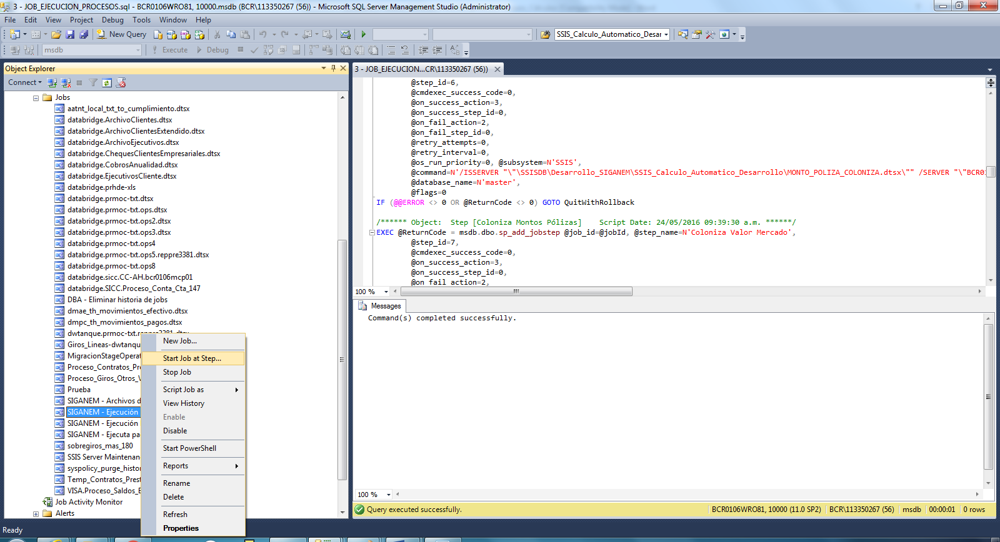 3 - JOB_EJECUCION_PROCESOS.sql - BCR0106WRO81, 10000.msdb (BCR\113350267 (56)) - Microsoft SQL Server Management Studio (Administrator)
File Edit View Project Debug Tools Window Help
New Query
SSIS_Calculo_Automatico_Desar
msdb
Execute
Debug
Object Explorer
Connect
Jobs
aatnt_local_txt_to_cumplimiento.dtsx
databridge.ArchivoClientes.dtsx
databridge.ArchivoClientesExtendido.dtsx
databridge.ArchivoEjecutivos.dtsx
databridge.ChequesClientesEmpresariales.dtsx
databridge.CobrosAnualidad.dtsx
databridge.EjecutivosCliente.dtsx
databridge.prhde-xls
databridge.prmoc-txt.dtsx
databridge.prmoc-txt.ops.dtsx
databridge.prmoc-txt.ops2.dtsx
databridge.prmoc-txt.ops3.dtsx
databridge.prmoc-txt.ops4
databridge.prmoc-txt.ops5.reppre3381.dtsx
databridge.prmoc-txt.ops8
databridge.sicc.CC-AH.bcr0106mcp01
databridge.SICC.Proceso_Conta_Cta_147
DBA - Eliminar historia de jobs
dmae_th_movimientos_efectivo.dtsx
dmpc_th_movimientos_pagos.dtsx
dwtanque.prmoc-txt.reppre3381.dtsx
Giros_Lineas-dwtanqu
MigracionStageOperat
Proceso_Contratos_Pr
Proceso_Giros_Otros_V
Prueba
SIGANEM - Archivos d
SIGANEM - Ejecución
SIGANEM - Ejecución
SIGANEM - Ejecuta pa
sobregiros_mas_180
SSIS Server Maintenan
syspolicy_purge_histo
Temp_Contratos_Prest
VISA.Proceso_Saldos_E
Job Activity Monitor
Alerts
New Job...
Start Job at Step...
Stop Job
Script Job as
View History
Enable
Disable
Start PowerShell
Reports
Rename
Delete
Refresh
Properties
3 - JOB_EJECUCION...CR\113350267 (56))
@step_id=6,
@cmdexec_success_code=0,
@on_success_action=3,
@on_success_step_id=0,
@on_fail_action=2,
@on_fail_step_id=0,
@retry_attempts=0,
@retry_interval=0,
@os_run_priority=0, @subsystem=N'SSIS',
@command=N'/ISSERVER "\"\SSISDB\Desarrollo_SIGANEM\SSIS_Calculo_Automatico_Desarrollo\MONTO_POLIZA_COLONIZA.dtsx\"" /SERVER "\"BCR01
@database_name=N'master',
@flags=0
IF (@@ERROR <> 0 OR @ReturnCode <> 0) GOTO QuitWithRollback
/****** Object:  Step [Coloniza Montos Pólizas]    Script Date: 24/05/2016 09:39:30 a.m. ******/
EXEC @ReturnCode = msdb.dbo.sp_add_jobstep @job_id=@jobId, @step_name=N'Coloniza Valor Mercado',
@step_id=7,
@cmdexec_success_code=0,
@on_success_action=3,
@on_success_step_id=0,
@on_fail_action=2,
100 %
Messages
Command(s) completed successfully.
100 %
Query executed successfully.
BCR0106WRO81, 10000 (11.0 SP2) BCR\113350267 (56) msdb 00:00:01 0 rows
Ready